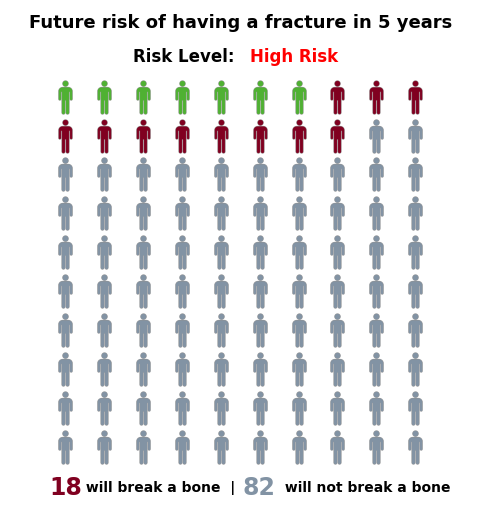 Future risk of having a fracture in 5 years
Risk Level: High Risk
18 will break a bone | 82 will not break a bone